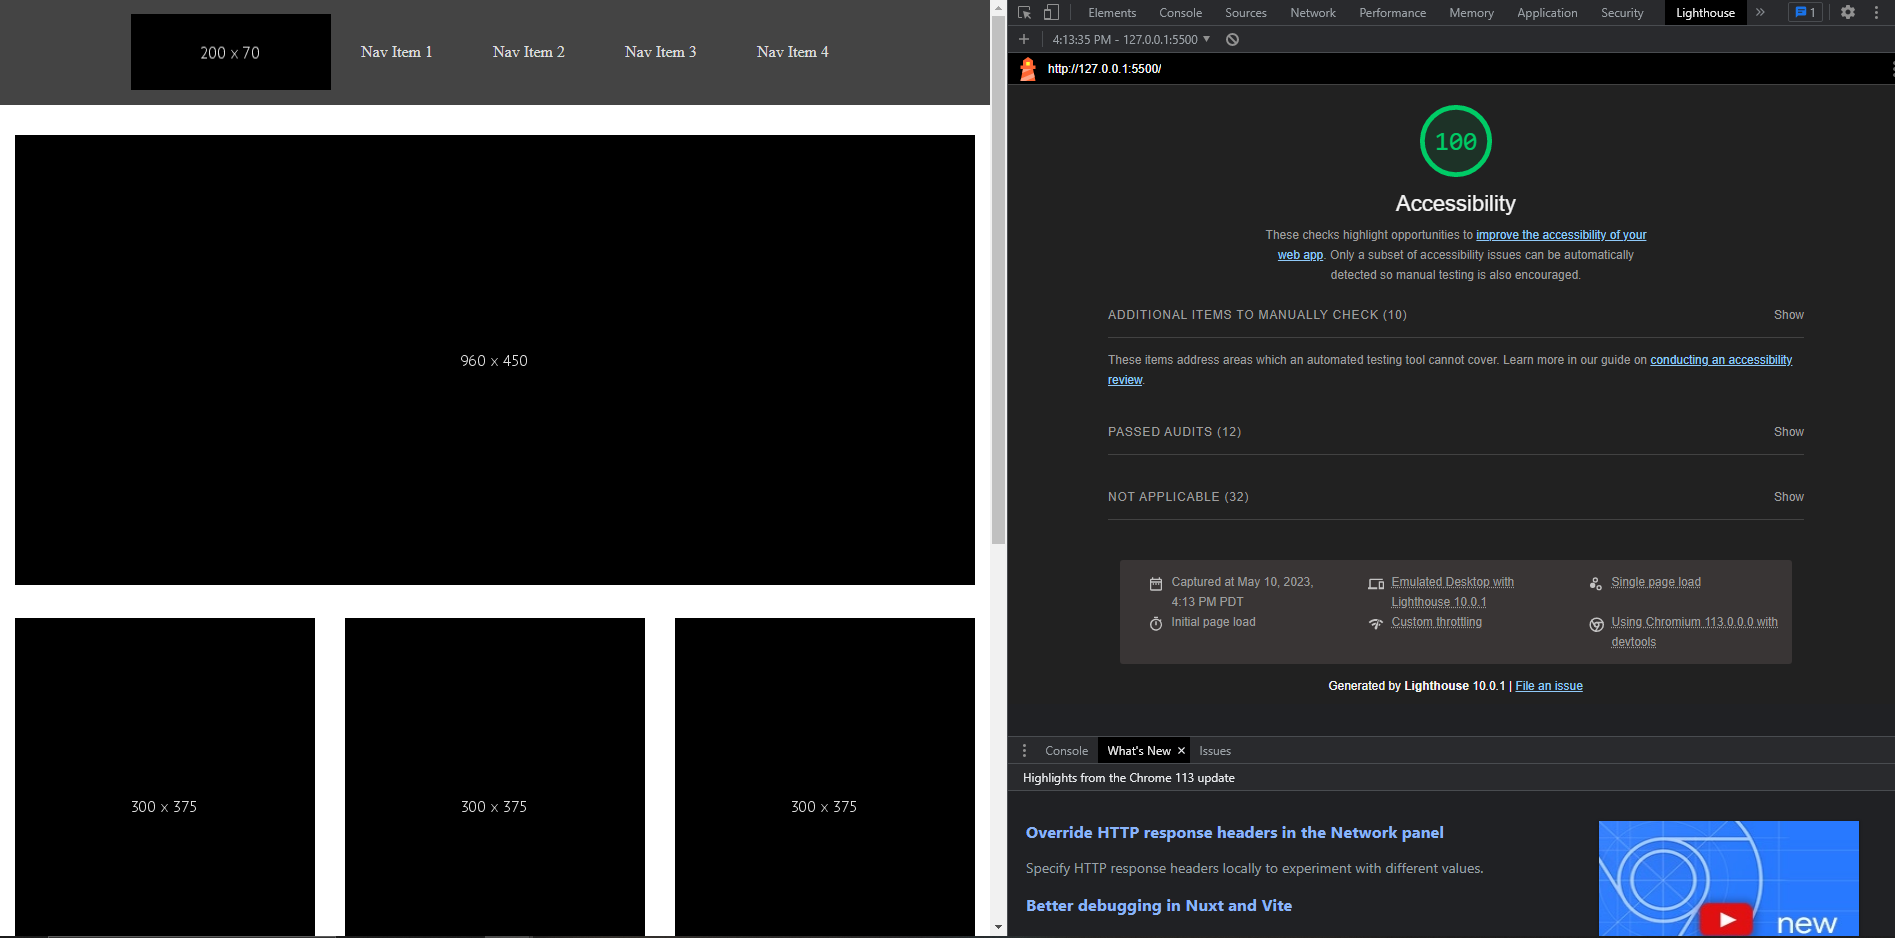 200 x 70
Nav Item 1
Nav Item 2
Nav Item 3
Nav Item 4
960 x 450
300 x 375
300 x 375
300 x 375
Elements
Console
Sources
Network
Performance
Memory
Application
Security
Lighthouse
1
4:13:35 PM - 127.0.0.1:5500
http://127.0.0.1:5500/
100
Accessibility
These checks highlight opportunities to improve the accessibility of your
web app. Only a subset of accessibility issues can be automatically
detected so manual testing is also encouraged.
ADDITIONAL ITEMS TO MANUALLY CHECK (10)
Show
These items address areas which an automated testing tool cannot cover. Learn more in our guide on conducting an accessibility
review.
PASSED AUDITS (12)
Show
NOT APPLICABLE (32)
Show
Captured at May 10, 2023,
4:13 PM PDT
Emulated Desktop with
Lighthouse 10.0.1
Single page load
Initial page load
Custom throttling
Using Chromium 113.0.0.0 with
devtools
Generated by Lighthouse 10.0.1 | File an issue
Console
What's New
Issues
Highlights from the Chrome 113 update
Override HTTP response headers in the Network panel
Specify HTTP response headers locally to experiment with different values.
Better debugging in Nuxt and Vite
new